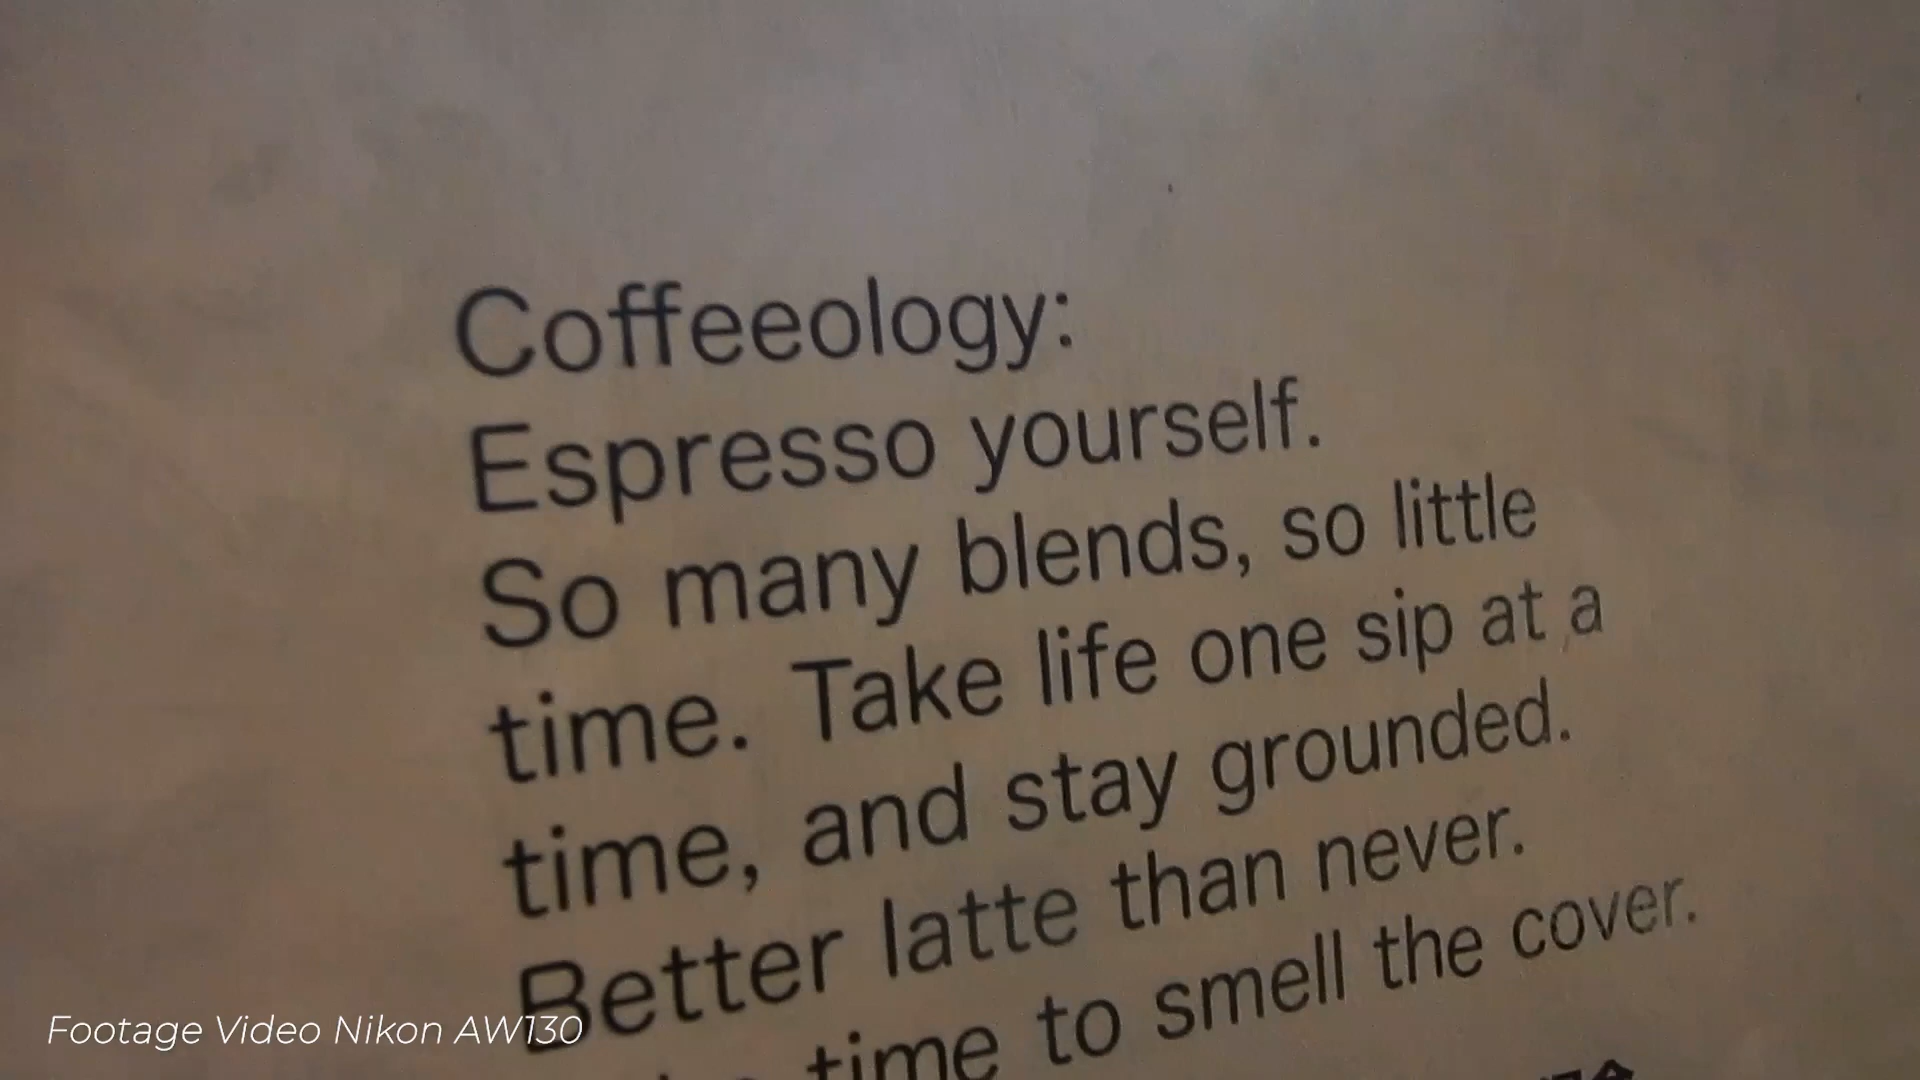 Coffeeology:
Espresso yourself.
So many blends, so little
time. Take life one sip at a
time, and stay grounded.
Better latte than never.
time to smell the cover.
Footage Video Nikon AW130